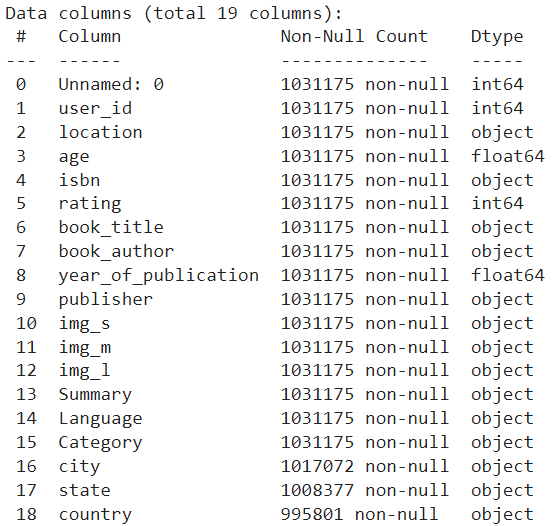 Data columns (total 19 columns):
 #   Column               Non-Null Count    Dtype
---  ------               --------------    -----
 0   Unnamed: 0           1031175 non-null  int64
 1   user_id              1031175 non-null  int64
 2   location             1031175 non-null  object
 3   age                  1031175 non-null  float64
 4   isbn                 1031175 non-null  object
 5   rating               1031175 non-null  int64
 6   book_title           1031175 non-null  object
 7   book_author          1031175 non-null  object
 8   year_of_publication  1031175 non-null  float64
 9   publisher            1031175 non-null  object
 10  img_s                1031175 non-null  object
 11  img_m                1031175 non-null  object
 12  img_l                1031175 non-null  object
 13  Summary              1031175 non-null  object
 14  Language             1031175 non-null  object
 15  Category             1031175 non-null  object
 16  city                 1017072 non-null  object
 17  state                1008377 non-null  object
 18  country              995801 non-null   object